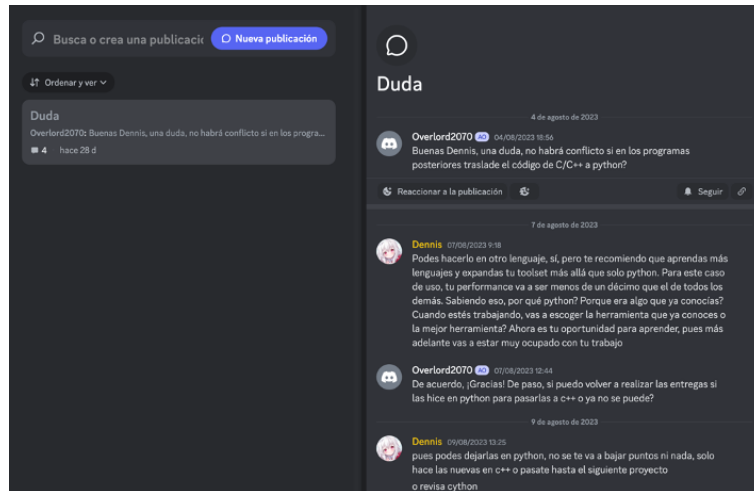 Busca o crea una publicació
Nueva publicación
Ordenar y ver
Duda
Overlord2070: Buenas Dennis, una duda, no habrá conflicto si en los progra...
4 hace 28 d
Duda
4 de agosto de 2023
Overlord2070 AO 04/08/2023 18:56
Buenas Dennis, una duda, no habrá conflicto si en los programas
posteriores traslade el código de C/C++ a python?
Reaccionar a la publicación
Seguir
7 de agosto de 2023
Dennis 07/08/2023 9:18
Podes hacerlo en otro lenguaje, sí, pero te recomiendo que aprendas más
lenguajes y expandas tu toolset más allá que solo python. Para este caso
de uso, tu performance va a ser menos de un décimo que el de todos los
demás. Sabiendo eso, por qué python? Porque era algo que ya conocías?
Cuando estés trabajando, vas a escoger la herramienta que ya conoces o
la mejor herramienta? Ahora es tu oportunidad para aprender, pues más
adelante vas a estar muy ocupado con tu trabajo
Overlord2070 AO 07/08/2023 12:44
De acuerdo, ¡Gracias! De paso, si puedo volver a realizar las entregas si
las hice en python para pasarlas a c++ o ya no se puede?
9 de agosto de 2023
Dennis 09/08/2023 13:25
pues podes dejarlas en python, no se te va a bajar puntos ni nada, solo
hace las nuevas en c++ o pasate hasta el siguiente proyecto
o revisa cython